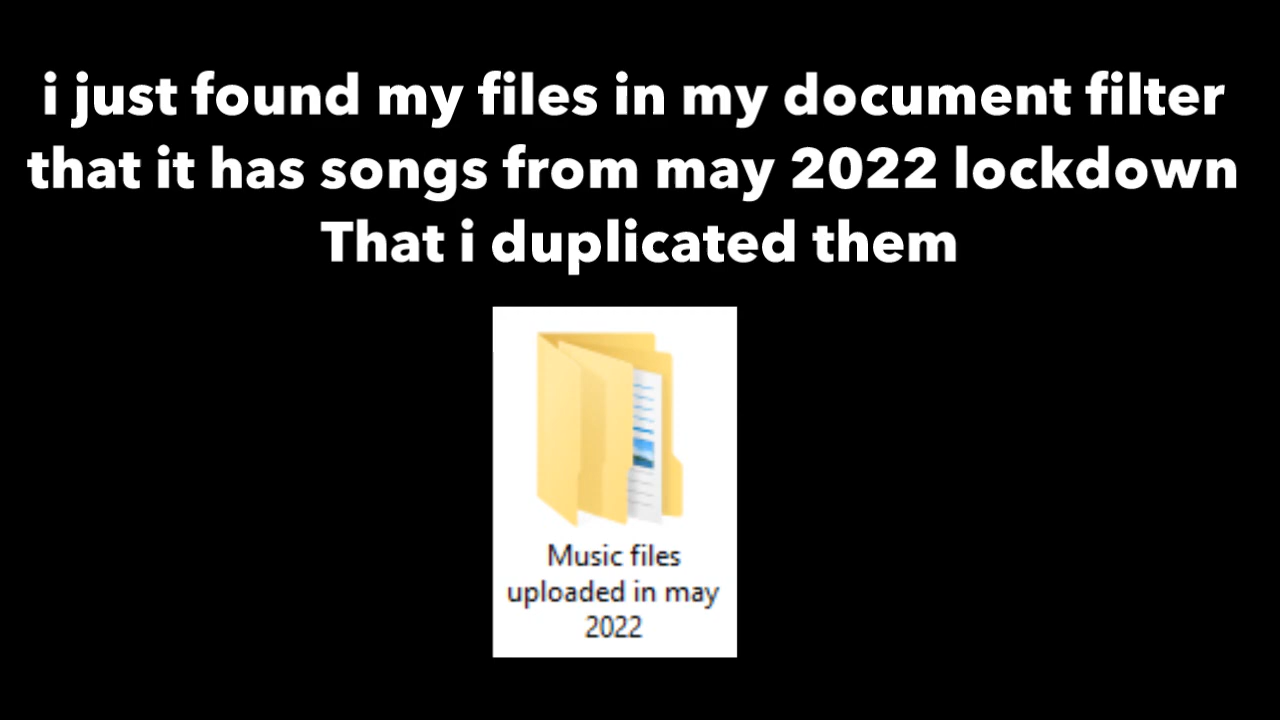 i just found my files in my document filter
that it has songs from may 2022 lockdown
That i duplicated them
Music files
uploaded in may
2022